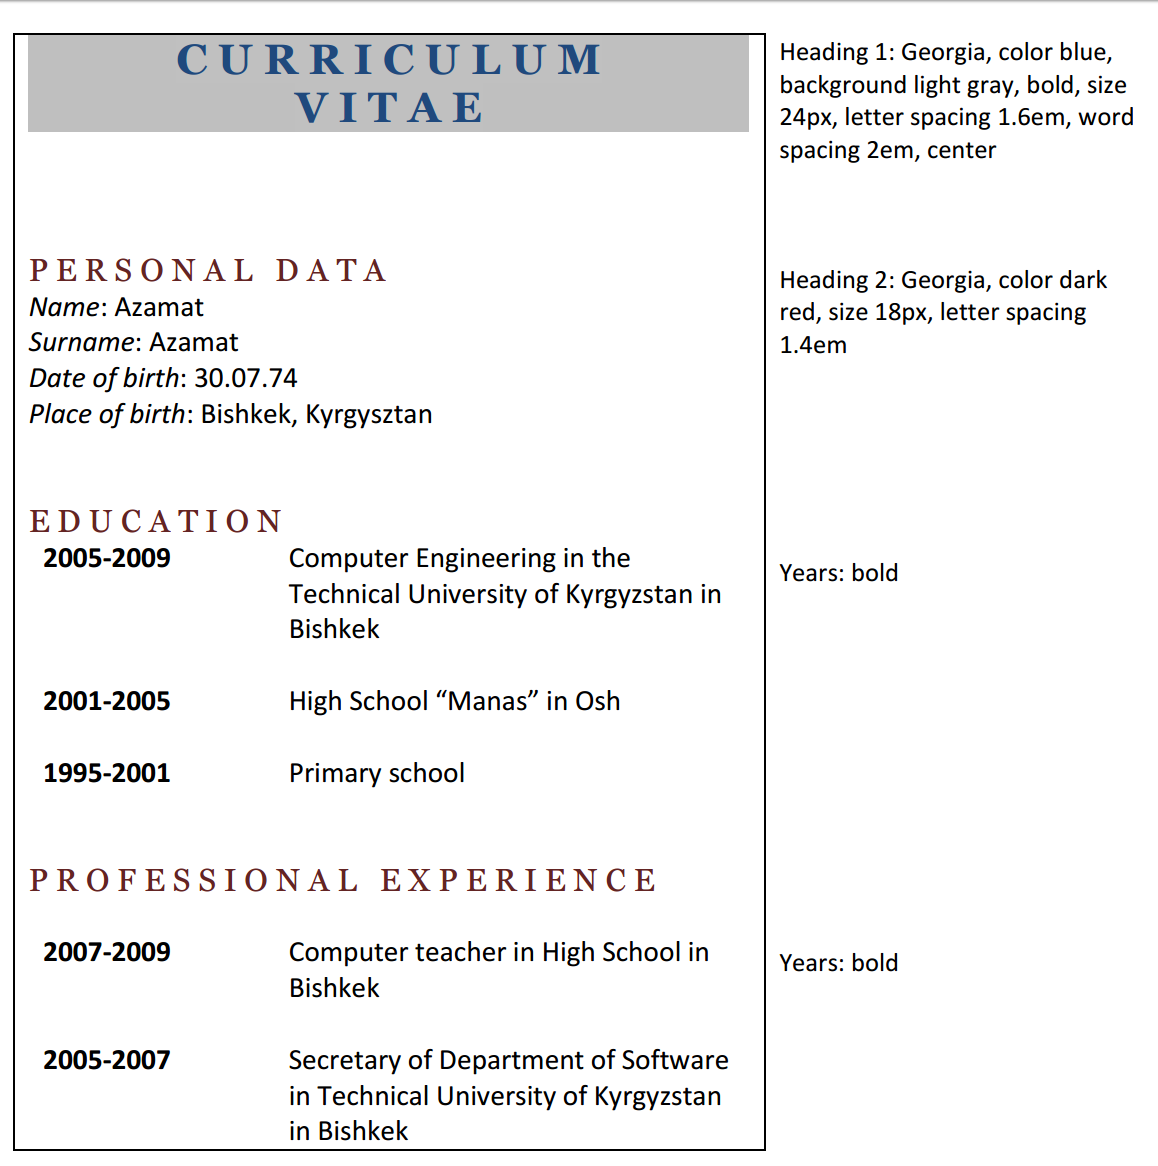 CURRICULUM
VITAE
Heading 1: Georgia, color blue,
background light gray, bold, size
24px, letter spacing 1.6em, word
spacing 2em, center
PERSONAL DATA
Name: Azamat
Surname: Azamat
Date of birth: 30.07.74
Place of birth: Bishkek, Kyrgysztan
Heading 2: Georgia, color dark
red, size 18px, letter spacing
1.4em
EDUCATION
2005-2009 Computer Engineering in the
Technical University of Kyrgyzstan in
Bishkek
Years: bold
2001-2005 High School “Manas” in Osh
1995-2001 Primary school
PROFESSIONAL EXPERIENCE
2007-2009 Computer teacher in High School in
Bishkek
Years: bold
2005-2007 Secretary of Department of Software
in Technical University of Kyrgyzstan
in Bishkek